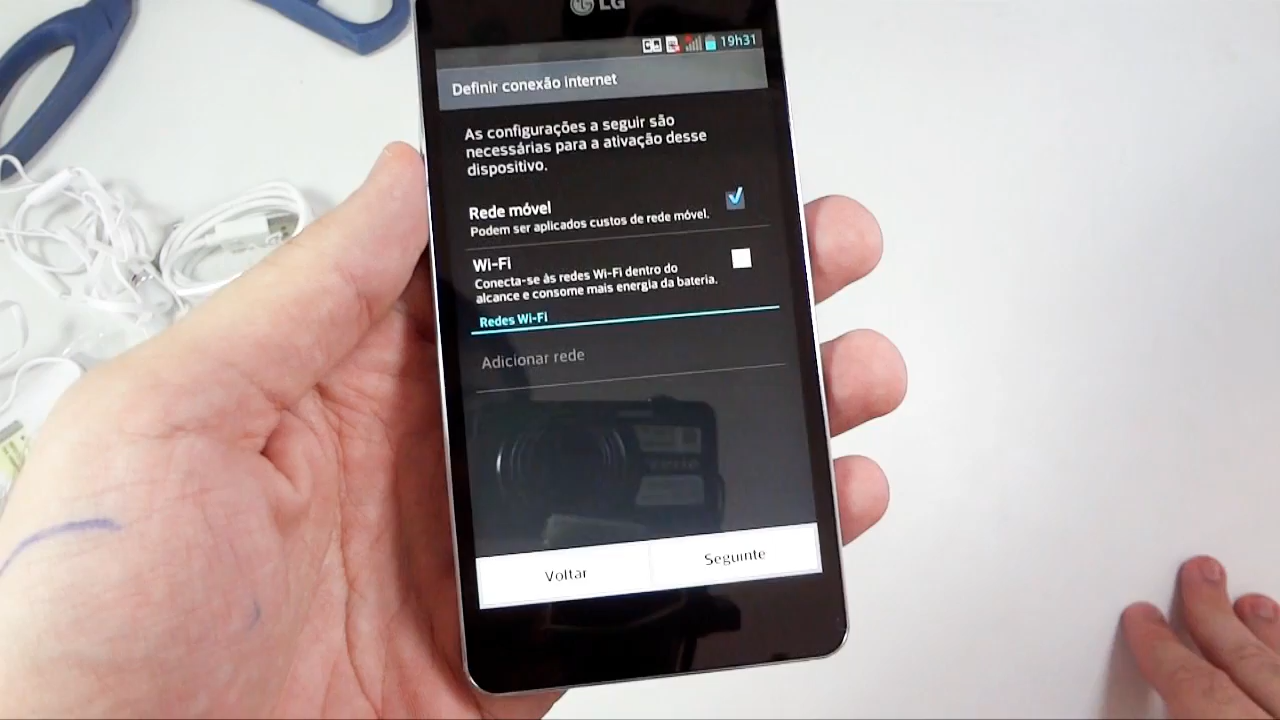 LG
19h31
Definir conexão internet
As configurações a seguir são
necessárias para a ativação desse
dispositivo.
Rede móvel
Podem ser aplicados custos de rede móvel.
Wi-Fi
Conecta-se às redes Wi-Fi dentro do
alcance e consome mais energia da bateria.
Redes Wi-Fi
Adicionar rede
Voltar
Seguinte